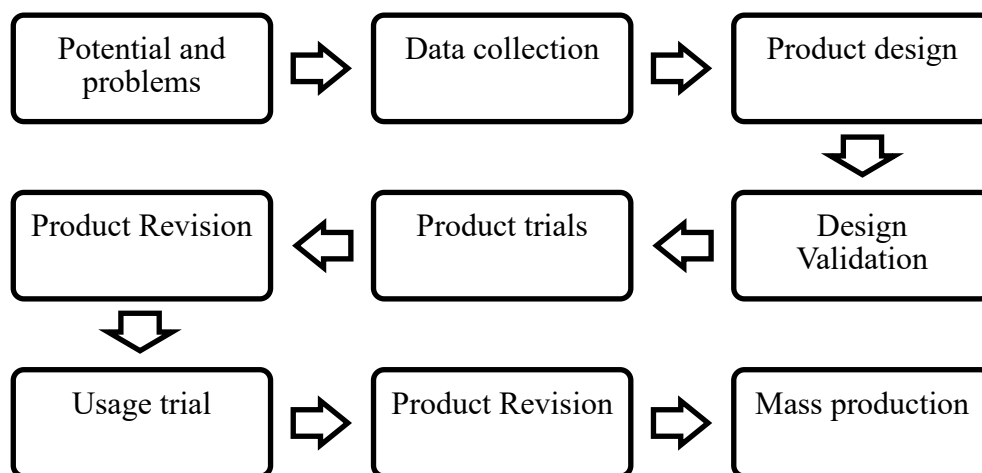 Potential and
problems
Data collection
Product design
Design
Validation
Product trials
Product Revision
Usage trial
Product Revision
Mass production